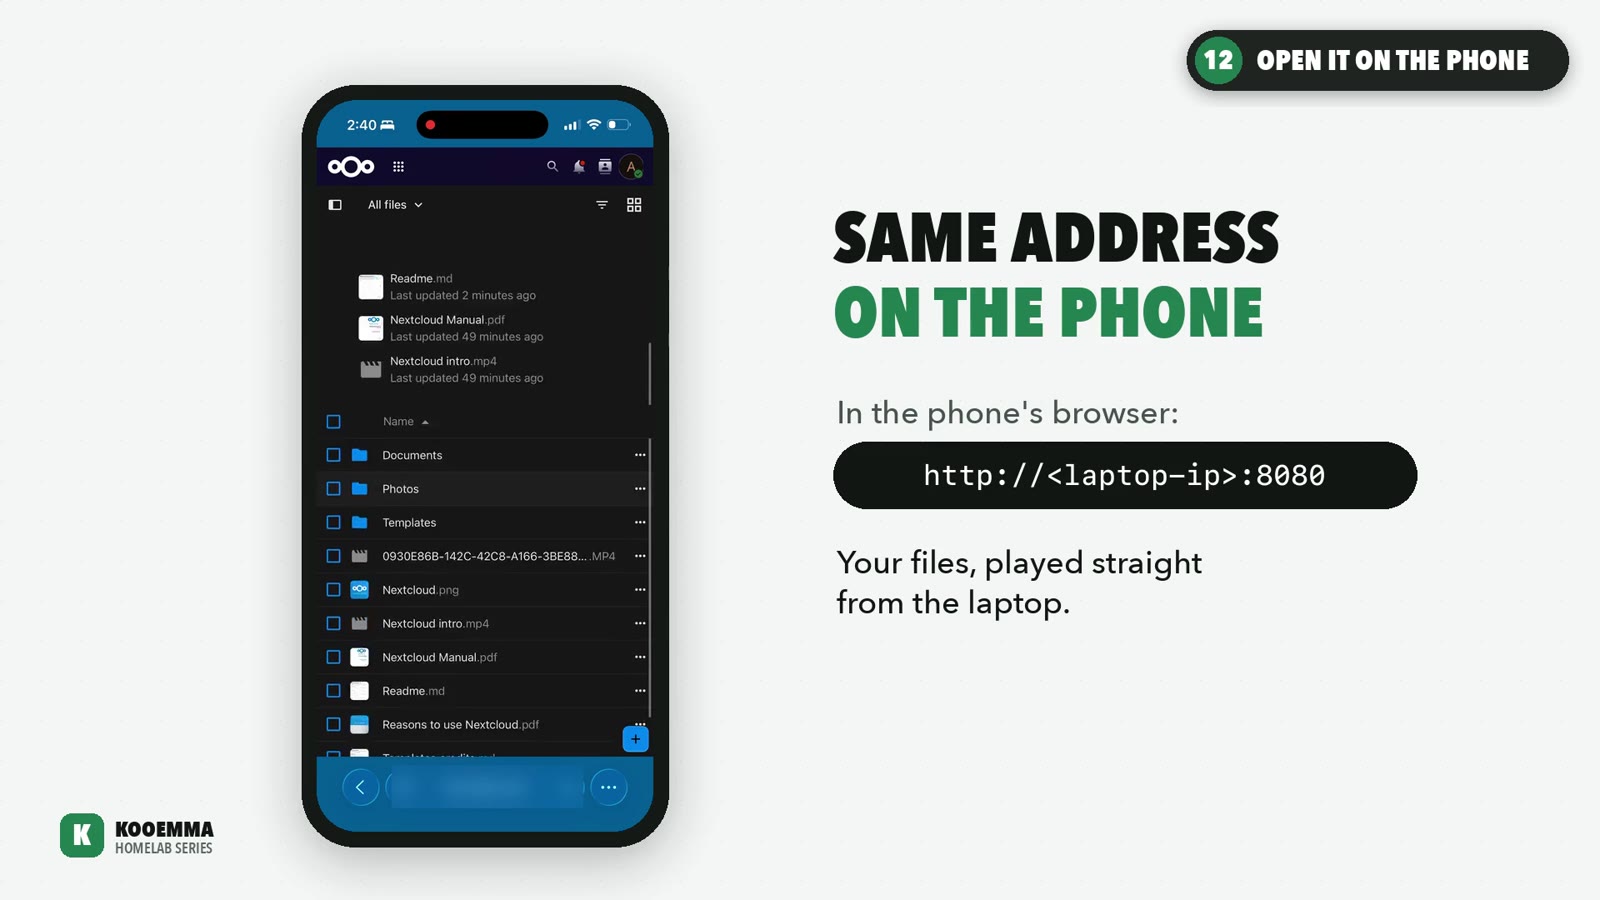 12 OPEN IT ON THE PHONE
2:40
A
All files
Readme.md
Last updated 2 minutes ago
Nextcloud Manual.pdf
Last updated 49 minutes ago
Nextcloud intro.mp4
Last updated 49 minutes ago
Name
Documents
Photos
Templates
0930E86B-142C-42C8-A166-3BE88... .MP4
Nextcloud.png
Nextcloud intro.mp4
Nextcloud Manual.pdf
Readme.md
Reasons to use Nextcloud.pdf
SAME ADDRESS
ON THE PHONE
In the phone's browser:
http://<laptop-ip>:8080
Your files, played straight
from the laptop.
K
KOOEMMA
HOMELAB SERIES